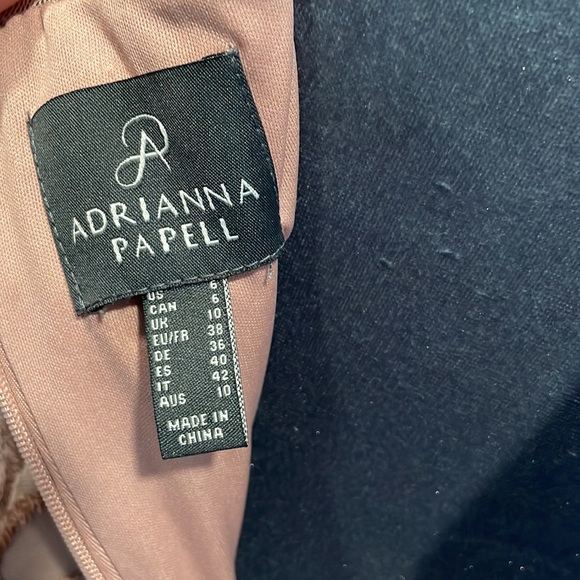 A
ADRIANNA
PAPELL
US 6
CAN 6
UK 10
EU/FR 38
DE 36
ES 40
IT 42
AUS 10
MADE IN
CHINA